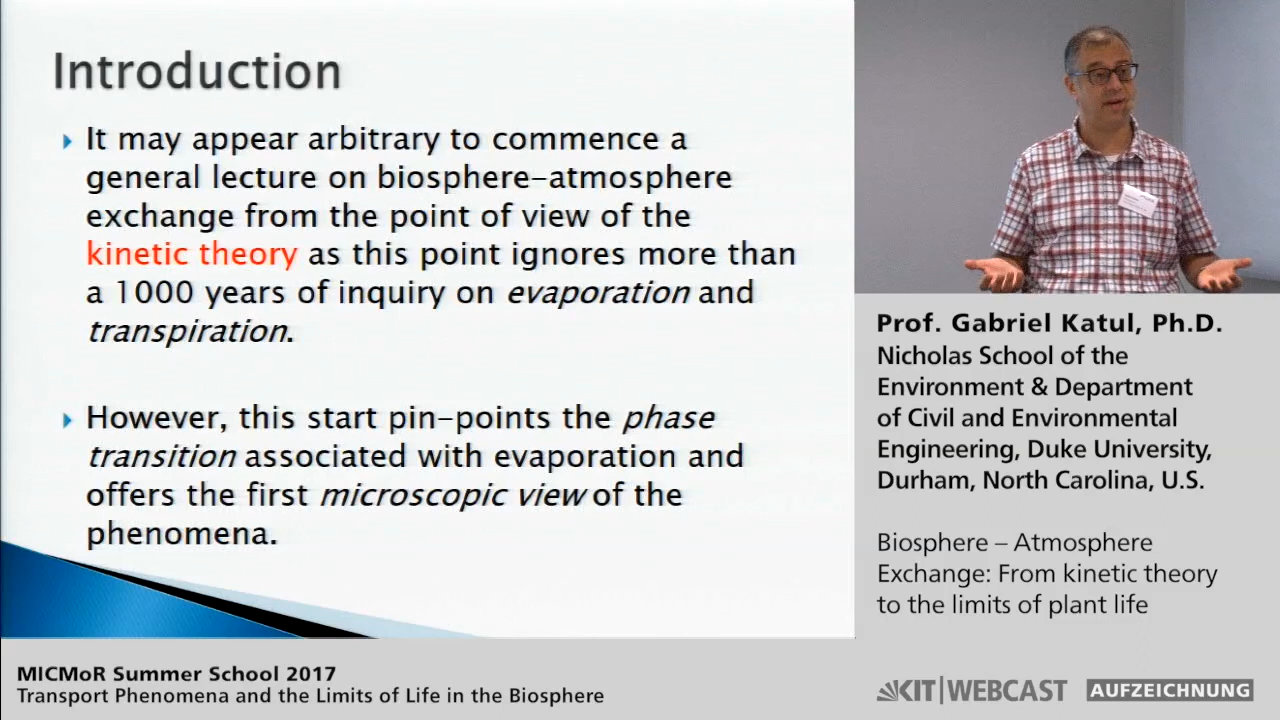 Introduction
It may appear arbitrary to commence a
general lecture on biosphere-atmosphere
exchange from the point of view of the
kinetic theory as this point ignores more than
a 1000 years of inquiry on evaporation and
transpiration.
However, this start pin-points the phase
transition associated with evaporation and
offers the first microscopic view of the
phenomena.
Prof. Gabriel Katul, Ph.D.
Nicholas School of the
Environment & Department
of Civil and Environmental
Engineering, Duke University,
Durham, North Carolina, U.S.
Biosphere – Atmosphere
Exchange: From kinetic theory
to the limits of plant life
MICMoR Summer School 2017
Transport Phenomena and the Limits of Life in the Biosphere
KIT|WEBCAST AUFZEICHNUNG